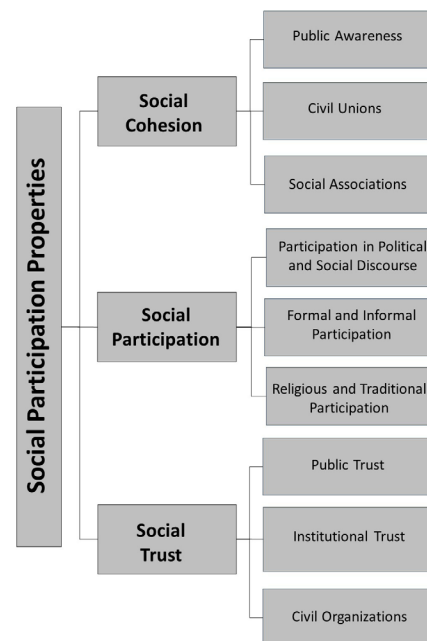 Social Participation Properties
Social
Cohesion
Public Awareness
Civil Unions
Social Associations
Social
Participation
Participation in Political
and Social Discourse
Formal and Informal
Participation
Religious and Traditional
Participation
Social
Trust
Public Trust
Institutional Trust
Civil Organizations